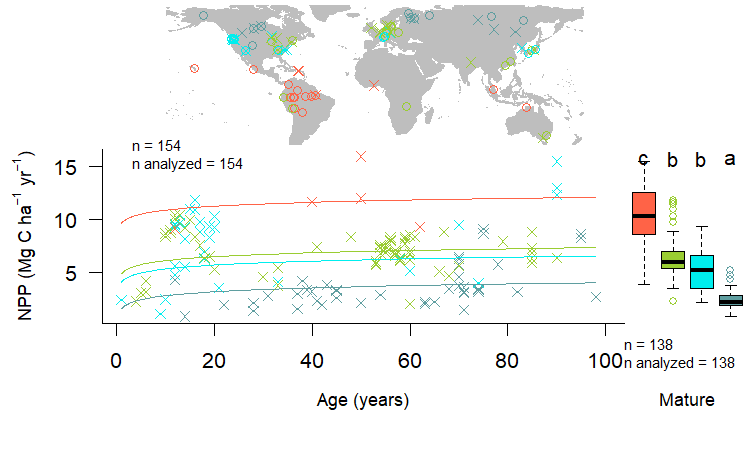 n = 154
n analyzed = 154
c b b a
15
10
5
NPP (Mg C ha⁻¹ yr⁻¹)
0 20 40 60 80 100
n = 138
n analyzed = 138
Age (years)
Mature